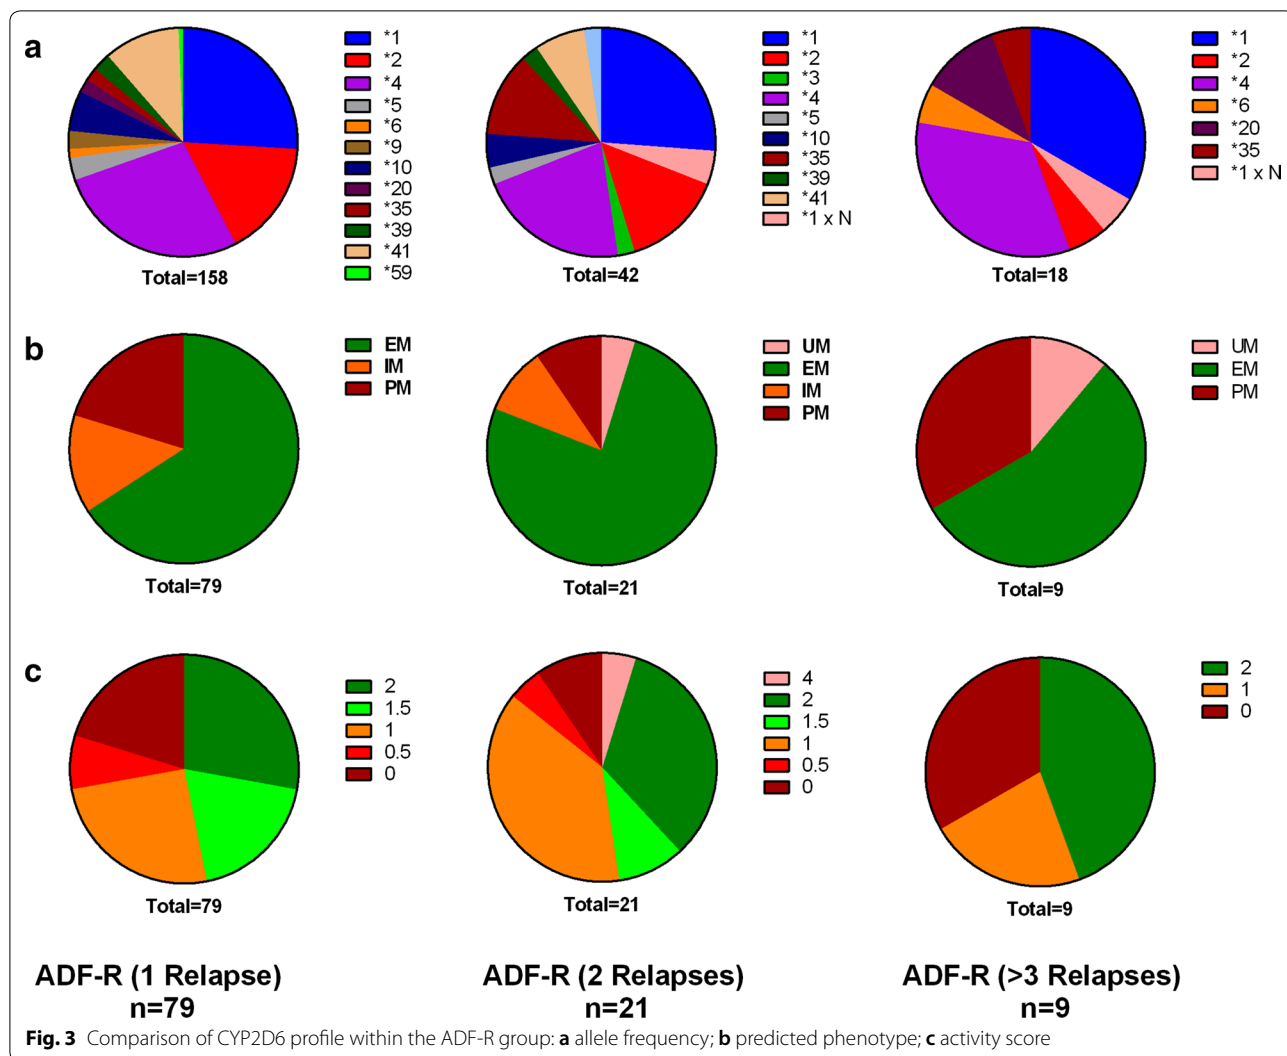 a
*1
*2
*4
*5
*6
*9
*10
*20
*35
*39
*41
*59
Total=158
*1
*2
*3
*4
*5
*10
*35
*39
*41
*1 x N
Total=42
*1
*2
*4
*6
*20
*35
*1 x N
Total=18
b
EM
IM
PM
Total=79
UM
EM
IM
PM
Total=21
UM
EM
PM
Total=9
c
2
1.5
1
0.5
0
Total=79
4
2
1.5
1
0.5
0
Total=21
2
1
0
Total=9
ADF-R (1 Relapse)
n=79
ADF-R (2 Relapses)
n=21
ADF-R (>3 Relapses)
n=9
Fig. 3 Comparison of CYP2D6 profile within the ADF-R group: a allele frequency; b predicted phenotype; c activity score